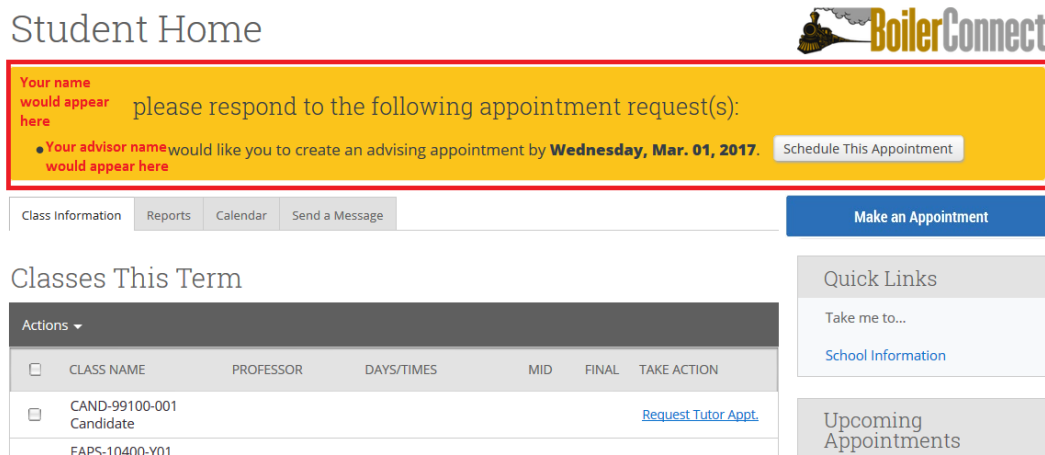 Student Home
BoilerConnect
Your name
would appear
here
please respond to the following appointment request(s):
Your advisor name
would appear here
would like you to create an advising appointment by Wednesday, Mar. 01, 2017.
Schedule This Appointment
Class Information Reports Calendar Send a Message
Make an Appointment
Classes This Term
Quick Links
Actions
Take me to...
School Information
CLASS NAME PROFESSOR DAYS/TIMES MID FINAL TAKE ACTION
CAND-99100-001
Candidate
Request Tutor Appt.
Upcoming
Appointments
EAPS-10400-Y01